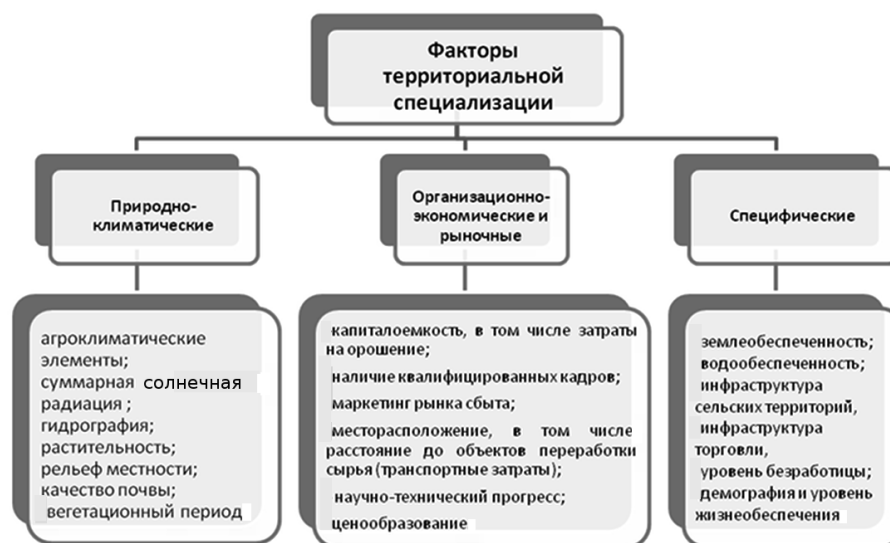 Факторы
территориальной
специализации
Природно-
климатические
Организационно-
экономические и
рыночные
Специфические
агроклиматические
элементы;
суммарная солнечная
радиация ;
гидрография;
растительность;
рельеф местности;
качество почвы;
вегетационный период
капиталоемкость, в том числе затраты
на орошение;
наличие квалифицированных кадров;
маркетинг рынка сбыта;
месторасположение, в том числе
расстояние до объектов переработки
сырья (транспортные затраты);
научно-технический прогресс;
ценообразование
землеобеспеченность;
водообеспеченность;
инфраструктура
сельских территорий,
инфраструктура
торговли,
уровень безработицы;
демография и уровень
жизнеобеспечения